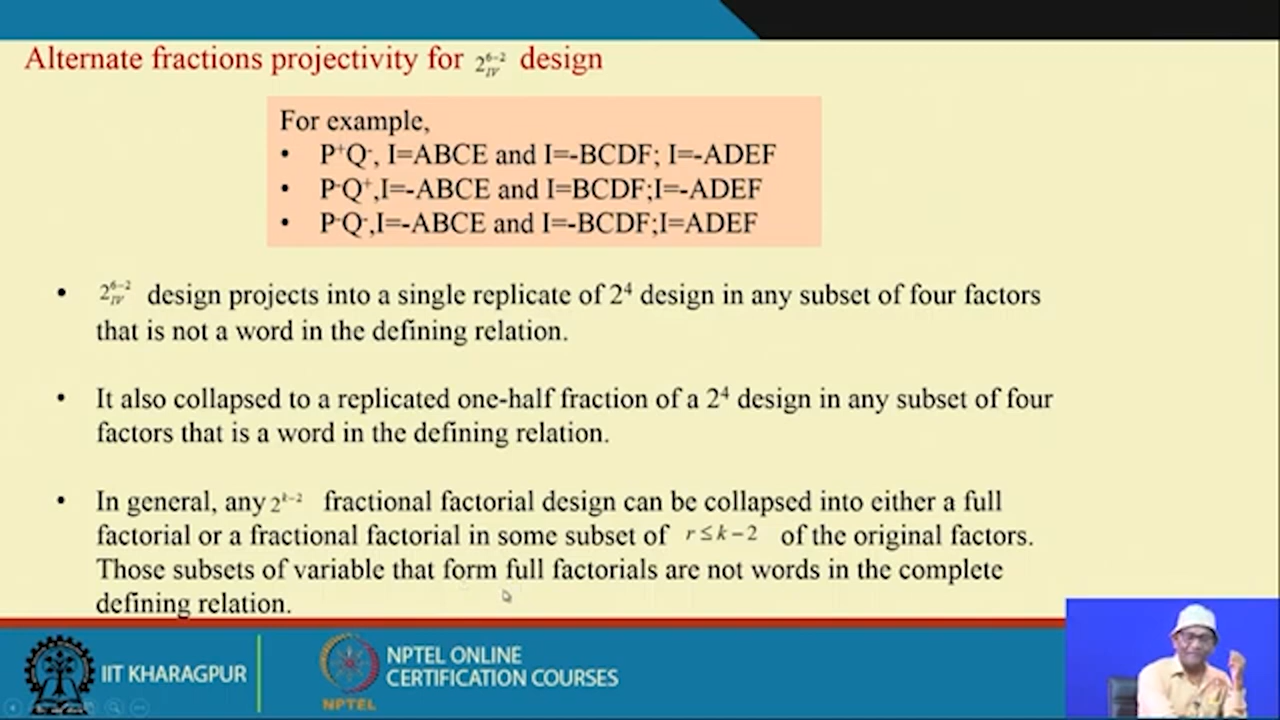 Alternate fractions projectivity for 2_{IV}^{6-2} design
For example,
• P⁺Q⁻, I=ABCE and I=-BCDF; I=-ADEF
• P⁻Q⁺,I=-ABCE and I=BCDF;I=-ADEF
• P⁻Q⁻,I=-ABCE and I=-BCDF;I=ADEF
• 2_{IV}^{6-2} design projects into a single replicate of 2⁴ design in any subset of four factors
that is not a word in the defining relation.
• It also collapsed to a replicated one-half fraction of a 2⁴ design in any subset of four
factors that is a word in the defining relation.
• In general, any 2^{k-2} fractional factorial design can be collapsed into either a full
factorial or a fractional factorial in some subset of r ≤ k – 2 of the original factors.
Those subsets of variable that form full factorials are not words in the complete
defining relation.
IIT KHARAGPUR
NPTEL
NPTEL ONLINE
CERTIFICATION COURSES